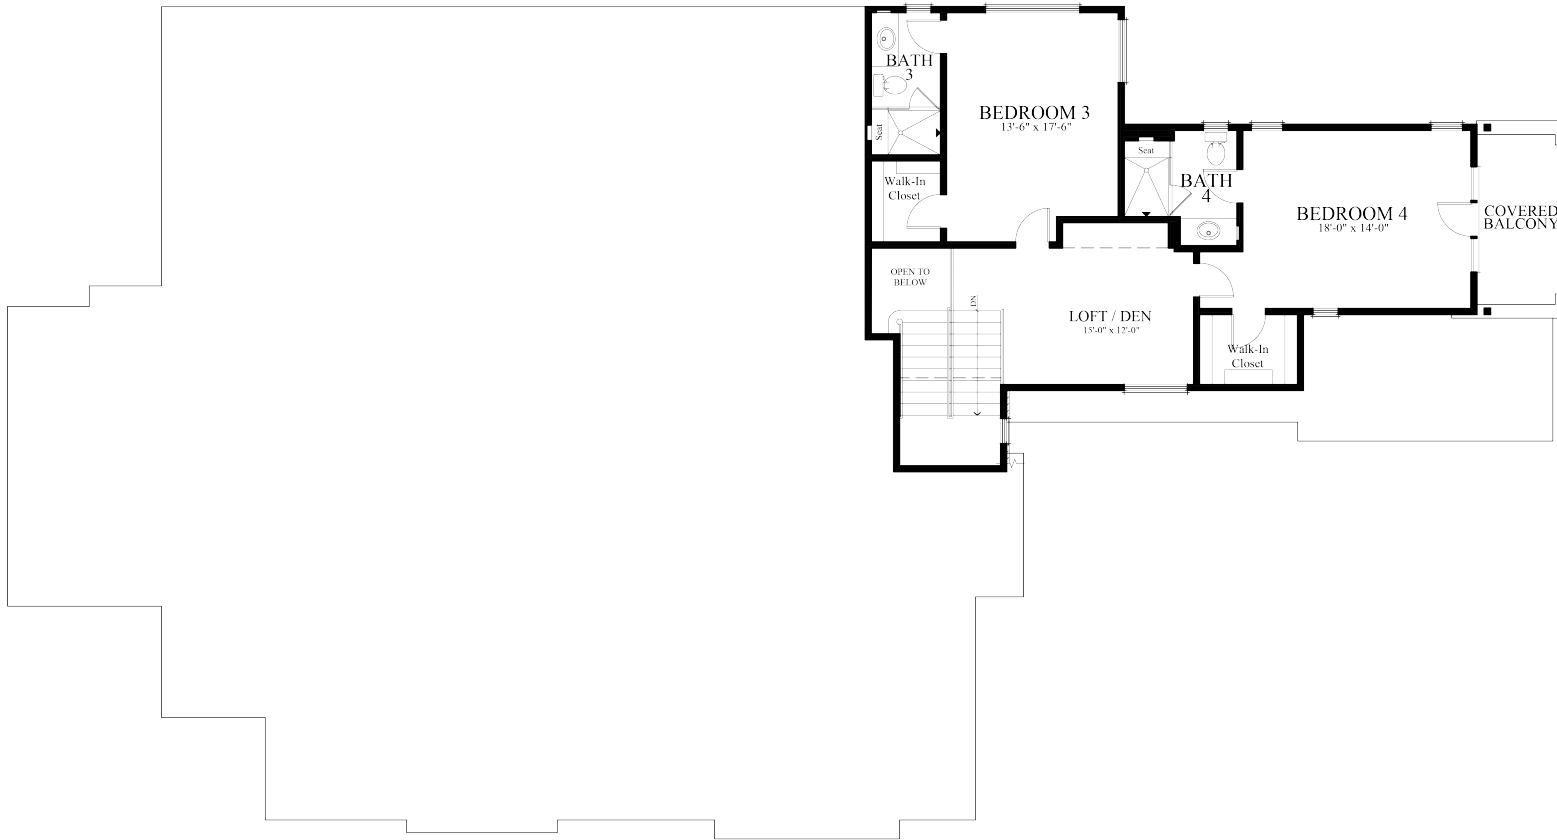 BATH
3
Seat
BEDROOM 3
13'-6" x 17'-6"
Walk-In
Closet
Seat
BATH
4
BEDROOM 4
18'-0" x 14'-0"
COVERED
BALCONY
OPEN TO
BELOW
DN
LOFT / DEN
15'-0" x 12'-0"
Walk-In
Closet